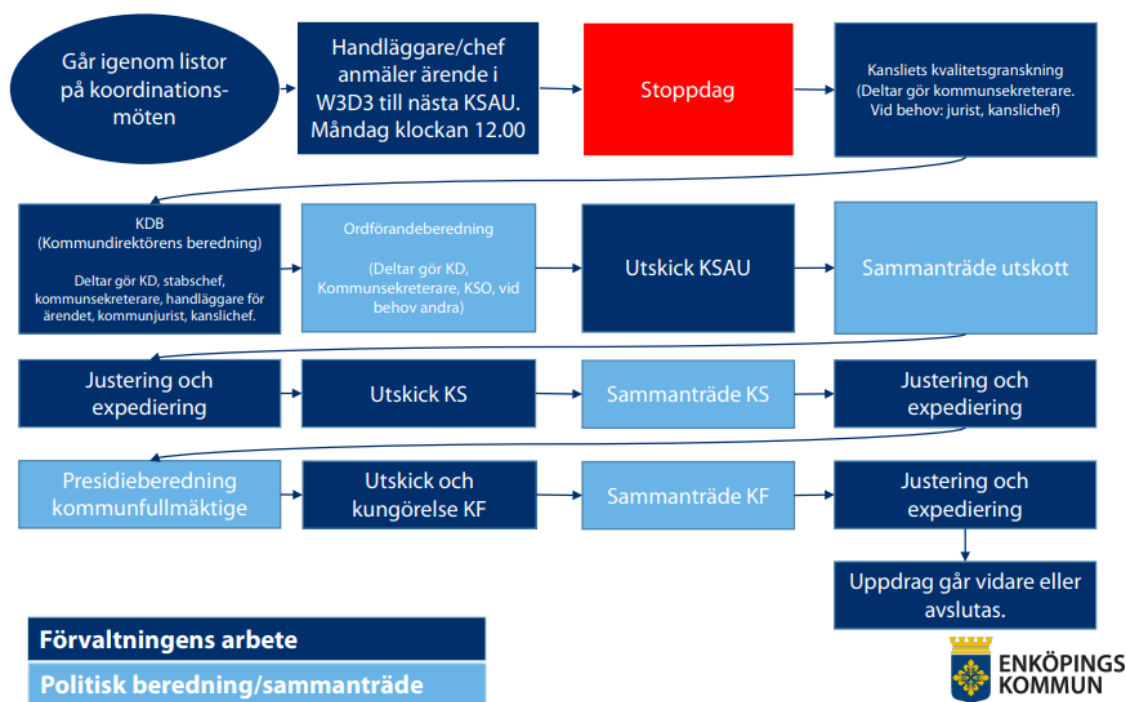 Går igenom listor
på koordinations-
möten
Handläggare/chef
anmäler ärende i
W3D3 till nästa KSAU.
Måndag klockan 12.00
Stoppdag
Kansliets kvalitetsgranskning
(Deltar gör kommunsekreterare.
Vid behov: jurist, kanslichef)
KDB
(Kommundirektörens beredning)
Deltar gör KD, stabschef,
kommunsekreterare, handläggare för
ärendet, kommunjurist, kanslichef.
Ordförandeberedning
(Deltar gör KD,
Kommunsekreterare, KSO, vid
behov andra)
Utskick KSAU
Sammanträde utskott
Justering och
expediering
Utskick KS
Sammanträde KS
Justering och
expediering
Presidieberedning
kommunfullmäktige
Utskick och
kungörelse KF
Sammanträde KF
Justering och
expediering
Uppdrag går vidare eller
avslutas.
Förvaltningens arbete
Politisk beredning/sammanträde
ENKÖPINGS
KOMMUN